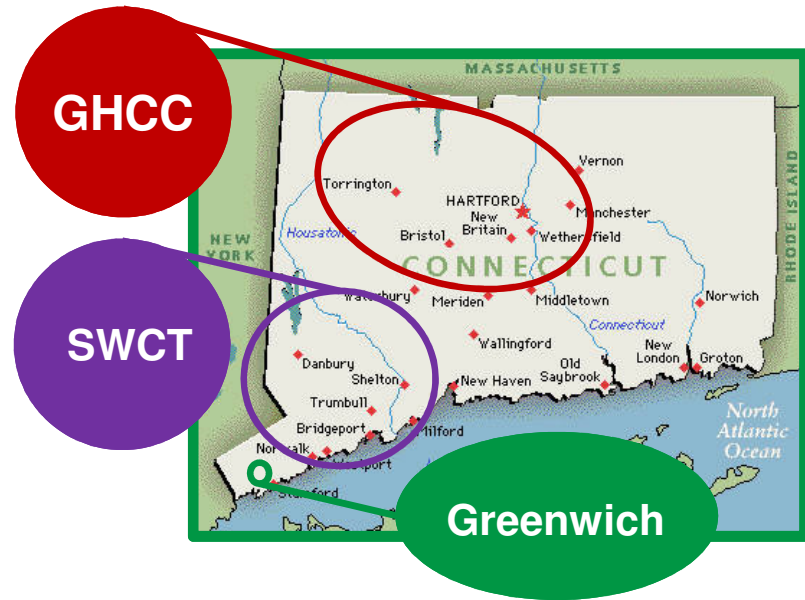 GHCC
MASSACHUSETTS
Vernon
Torrington
HARTFORD
New
Britain
Manchester
Wethersfield
Bristol
Housatonic
NEW
YORK
RHODE ISLAND
CONNECTICUT
Waterbury
Meriden
Middletown
Norwich
Connecticut
SWCT
Wallingford
Danbury
Shelton
New Haven
Old
Saybrook
New
London
Groton
Trumbull
Bridgeport
Milford
Norwalk
Westport
Stamford
North
Atlantic
Ocean
Greenwich